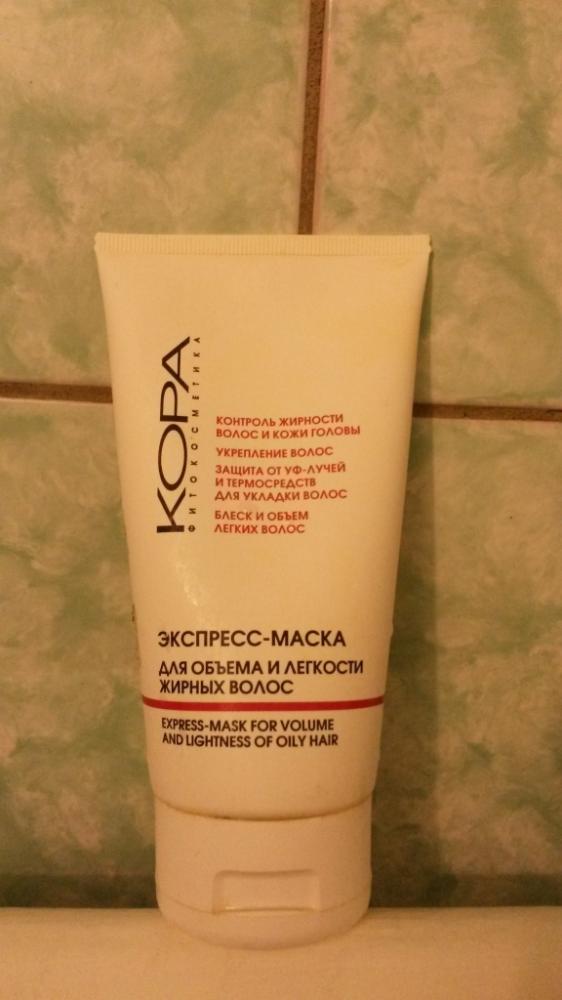 КОРА
ФИТОКОСМЕТИКА
КОНТРОЛЬ ЖИРНОСТИ
ВОЛОС И КОЖИ ГОЛОВЫ
УКРЕПЛЕНИЕ ВОЛОС
ЗАЩИТА ОТ УФ-ЛУЧЕЙ
И ТЕРМОСРЕДСТВ
ДЛЯ УКЛАДКИ ВОЛОС
БЛЕСК И ОБЪЕМ
ЛЕГКИХ ВОЛОС
ЭКСПРЕСС-МАСКА
ДЛЯ ОБЪЕМА И ЛЕГКОСТИ
ЖИРНЫХ ВОЛОС
EXPRESS-MASK FOR VOLUME
AND LIGHTNESS OF OILY HAIR